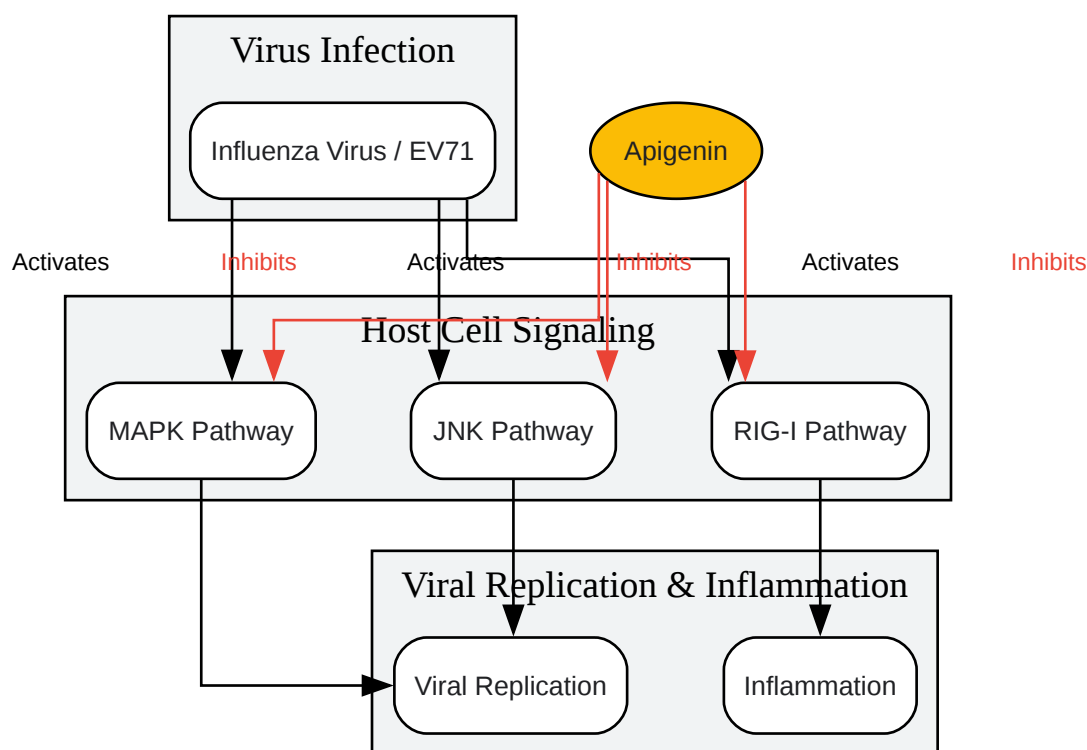 Virus Infection
Influenza Virus / EV71
Apigenin
Activates
Inhibits
Activates
Inhibits
Activates
Inhibits
Host Cell Signaling
MAPK Pathway
JNK Pathway
RIG-I Pathway
Viral Replication & Inflammation
Viral Replication
Inflammation